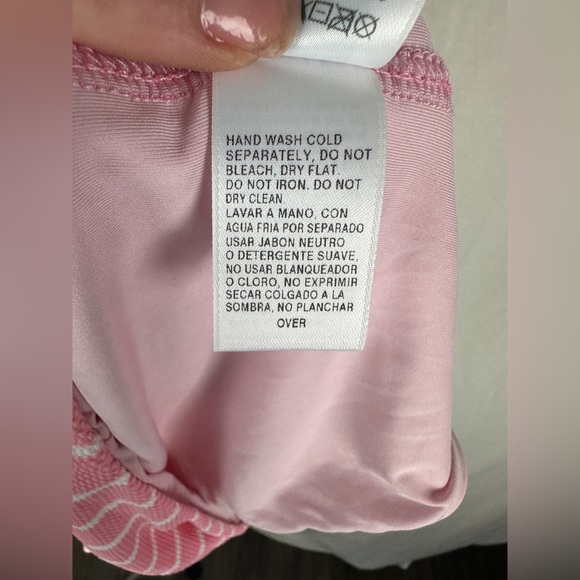 HAND WASH COLD
SEPARATELY, DO NOT
BLEACH, DRY FLAT.
DO NOT IRON. DO NOT
DRY CLEAN.
LAVAR A MANO, CON
AGUA FRIA POR SEPARADO
USAR JABON NEUTRO
O DETERGENTE SUAVE,
NO USAR BLANQUEADOR
O CLORO, NO EXPRIMIR
SECAR COLGADO A LA
SOMBRA, NO PLANCHAR
OVER